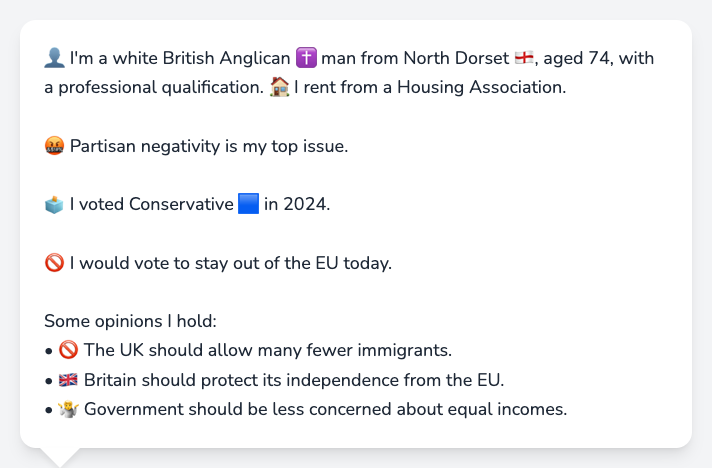 👤 I'm a white British Anglican ✝️ man from North Dorset 🏴󠁧󠁢󠁥󠁮󠁧󠁿, aged 74, with
a professional qualification. 🏠 I rent from a Housing Association.
🤬 Partisan negativity is my top issue.
🗳️ I voted Conservative 🟦 in 2024.
🚫 I would vote to stay out of the EU today.
Some opinions I hold:
• 🚫 The UK should allow many fewer immigrants.
• 🇬🇧 Britain should protect its independence from the EU.
• 🤷 Government should be less concerned about equal incomes.